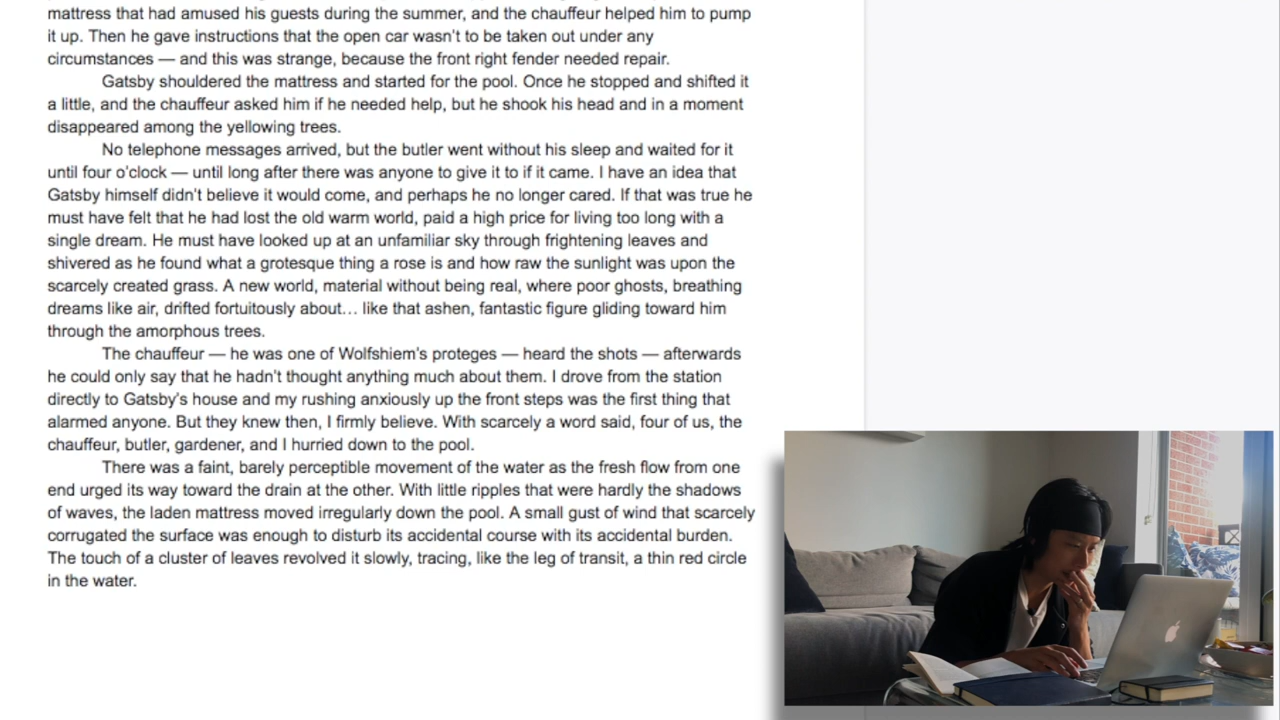 mattress that had amused his guests during the summer, and the chauffeur helped him to pump
it up. Then he gave instructions that the open car wasn't to be taken out under any
circumstances — and this was strange, because the front right fender needed repair.
Gatsby shouldered the mattress and started for the pool. Once he stopped and shifted it
a little, and the chauffeur asked him if he needed help, but he shook his head and in a moment
disappeared among the yellowing trees.
No telephone messages arrived, but the butler went without his sleep and waited for it
until four o'clock — until long after there was anyone to give it to if it came. I have an idea that
Gatsby himself didn't believe it would come, and perhaps he no longer cared. If that was true he
must have felt that he had lost the old warm world, paid a high price for living too long with a
single dream. He must have looked up at an unfamiliar sky through frightening leaves and
shivered as he found what a grotesque thing a rose is and how raw the sunlight was upon the
scarcely created grass. A new world, material without being real, where poor ghosts, breathing
dreams like air, drifted fortuitously about… like that ashen, fantastic figure gliding toward him
through the amorphous trees.
The chauffeur — he was one of Wolfshiem's proteges — heard the shots — afterwards
he could only say that he hadn't thought anything much about them. I drove from the station
directly to Gatsby's house and my rushing anxiously up the front steps was the first thing that
alarmed anyone. But they knew then, I firmly believe. With scarcely a word said, four of us, the
chauffeur, butler, gardener, and I hurried down to the pool.
There was a faint, barely perceptible movement of the water as the fresh flow from one
end urged its way toward the drain at the other. With little ripples that were hardly the shadows
of waves, the laden mattress moved irregularly down the pool. A small gust of wind that scarcely
corrugated the surface was enough to disturb its accidental course with its accidental burden.
The touch of a cluster of leaves revolved it slowly, tracing, like the leg of transit, a thin red circle
in the water.